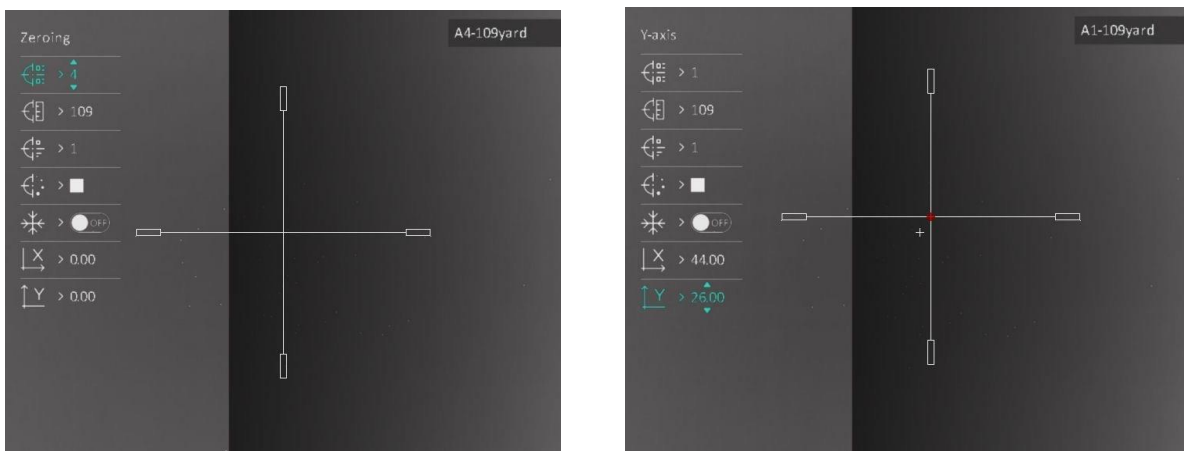 Zeroing
A4-109yard
> 4
> 109
> 1
>
> OFF
X > 0.00
Y > 0.00
Y-axis
A1-109yard
> 1
> 109
> 1
>
> OFF
X > 44.00
Y > 26.00